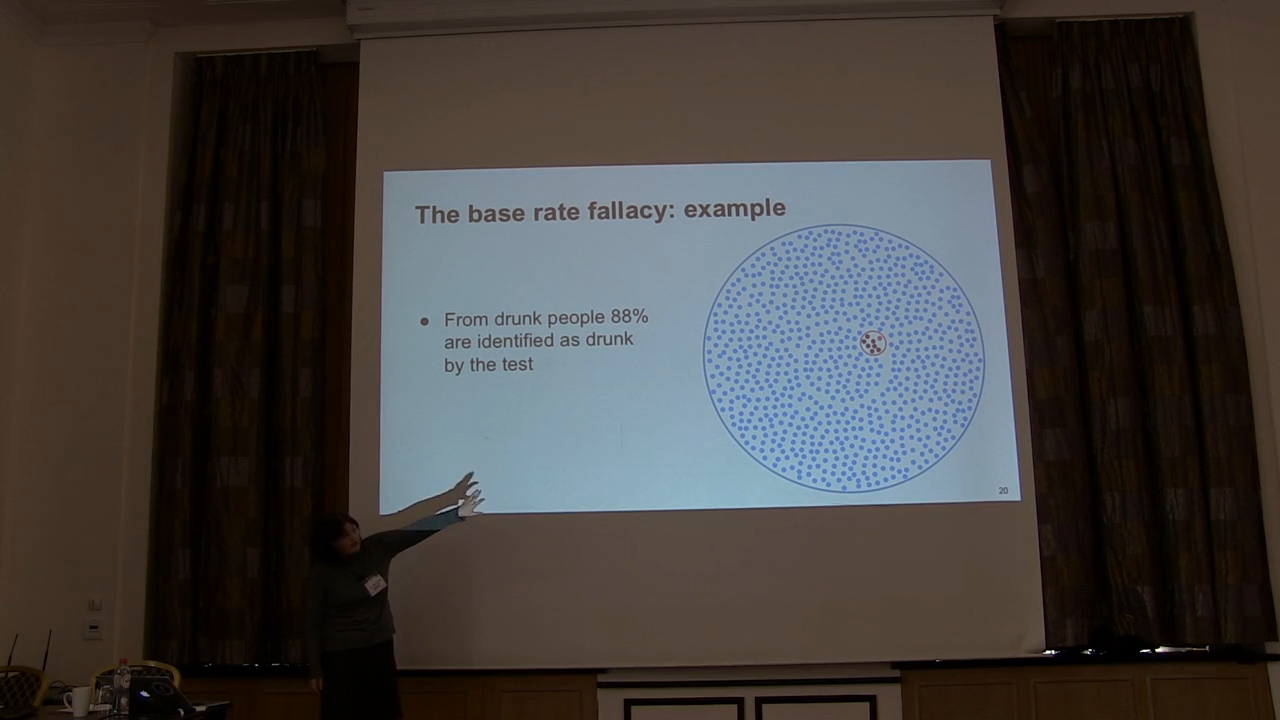 The base rate fallacy: example
● From drunk people 88%
are identified as drunk
by the test
20